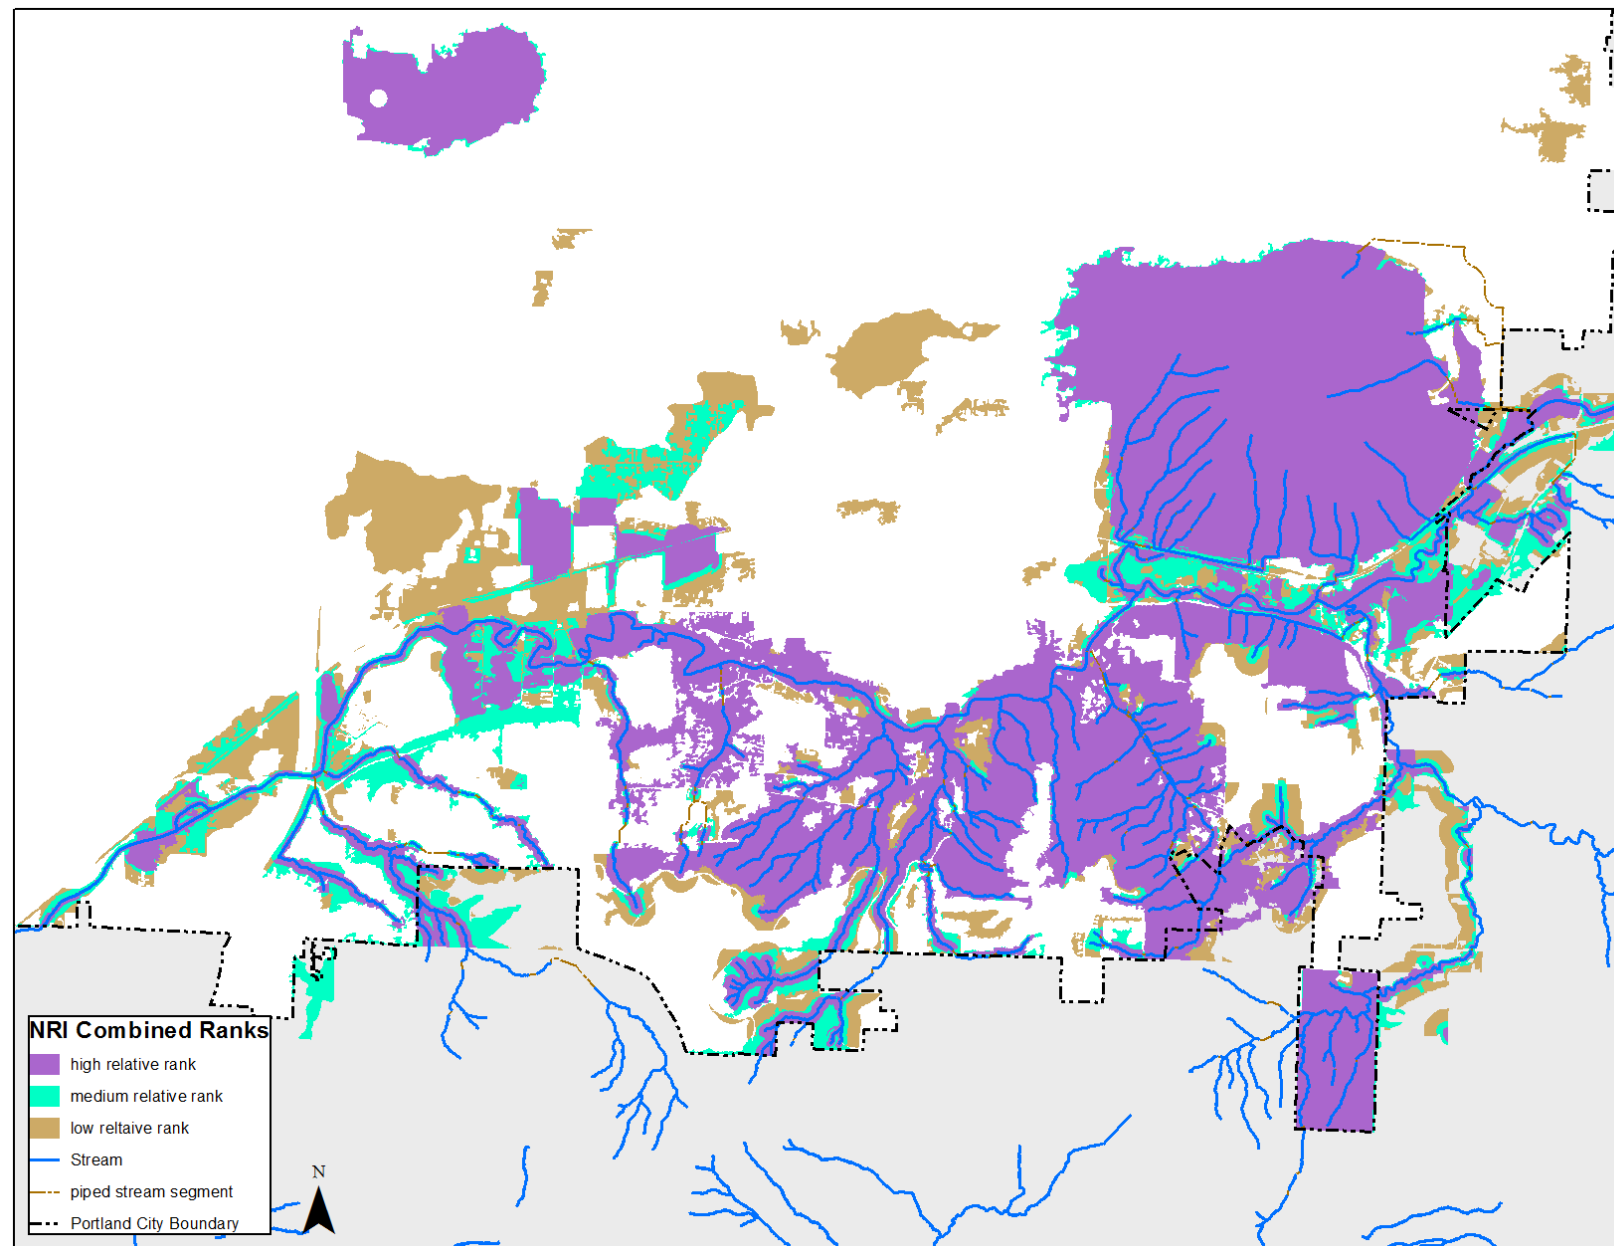 NRI Combined Ranks
high relative rank
medium relative rank
low reltaive rank
Stream
piped stream segment
Portland City Boundary
N